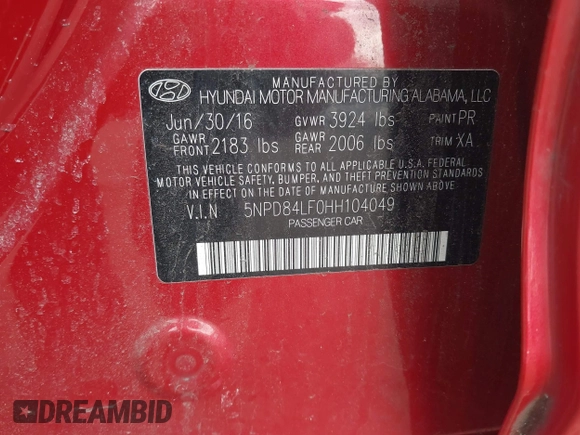 MANUFACTURED BY
HYUNDAI MOTOR MANUFACTURING ALABAMA, LLC
Jun/30/16 GVWR 3924 lbs PAINT PR
GAWR FRONT 2183 lbs GAWR REAR 2006 lbs TRIM XA
THIS VEHICLE CONFORMS TO ALL APPLICABLE U.S.A. FEDERAL
MOTOR VEHICLE SAFETY, BUMPER, AND THEFT PREVENTION
STANDARDS IN EFFECT ON THE DATE OF MANUFACTURE SHOWN ABOVE.
V.I.N 5NPD84LF0HH104049
PASSENGER CAR
DREAMBID